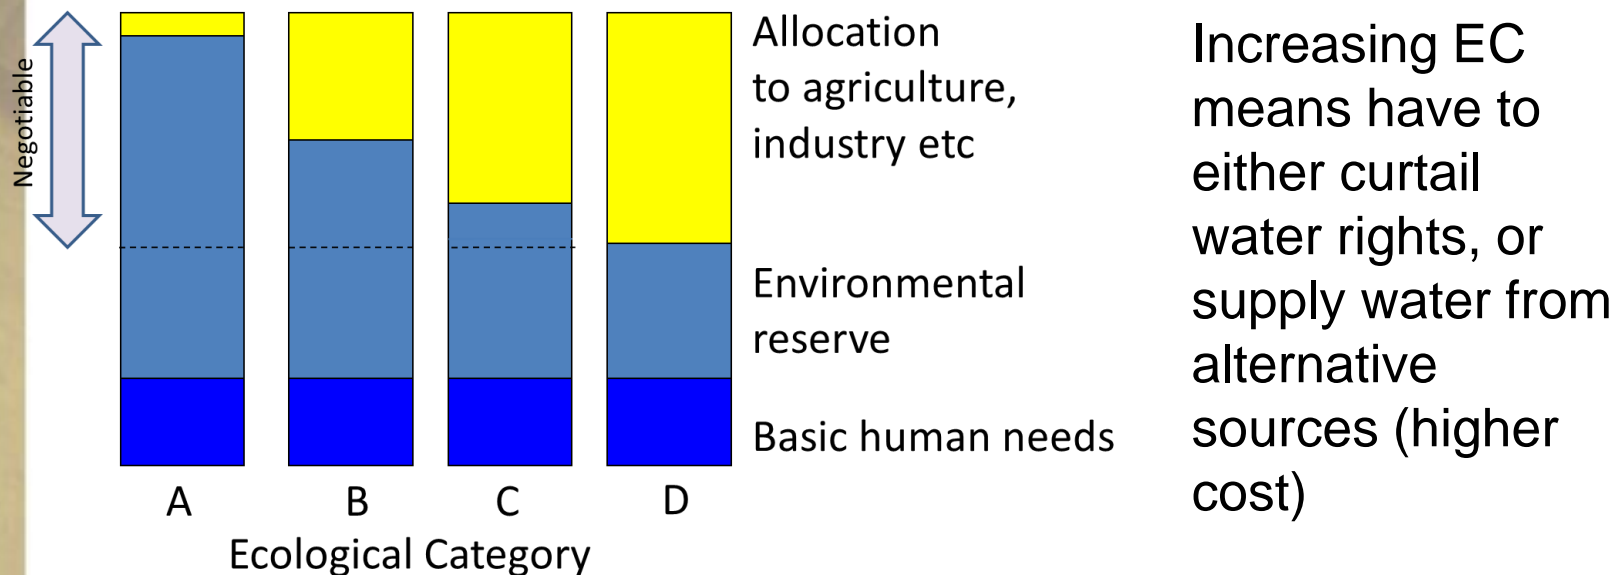 Negotiable
Allocation
to agriculture,
industry etc
Environmental
reserve
Basic human needs
A B C D
Ecological Category
Increasing EC
means have to
either curtail
water rights, or
supply water from
alternative
sources (higher
cost)